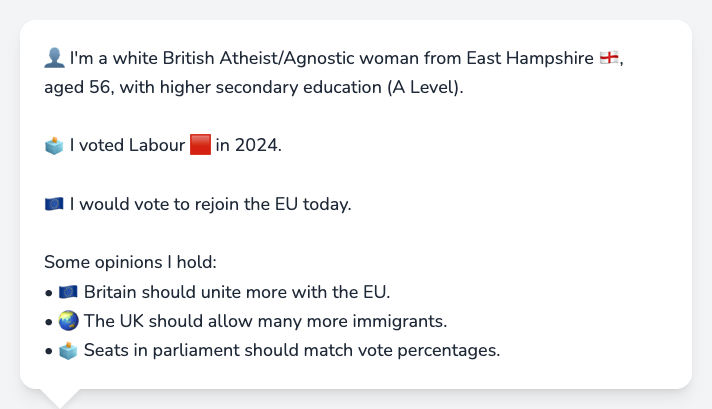 👤 I'm a white British Atheist/Agnostic woman from East Hampshire 🏴󠁧󠁢󠁥󠁮󠁧󠁿,
aged 56, with higher secondary education (A Level).
🗳️ I voted Labour 🟥 in 2024.
🇪🇺 I would vote to rejoin the EU today.
Some opinions I hold:
• 🇪🇺 Britain should unite more with the EU.
• 🌏 The UK should allow many more immigrants.
• 🗳️ Seats in parliament should match vote percentages.